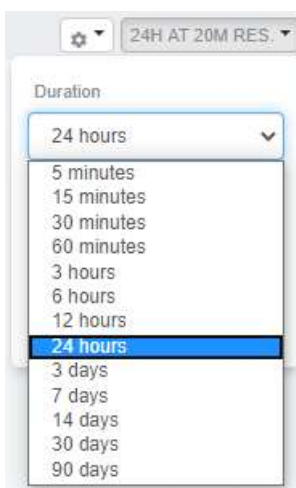 24H AT 20M RES.
Duration
24 hours
5 minutes
15 minutes
30 minutes
60 minutes
3 hours
6 hours
12 hours
24 hours
3 days
7 days
14 days
30 days
90 days